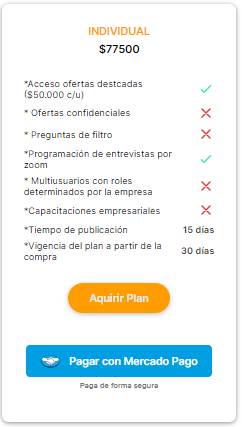 INDIVIDUAL
$77500
*Acceso ofertas destcadas
($50.000 c/u)
* Ofertas confidenciales
* Preguntas de filtro
*Programación de entrevistas por
zoom
* Multiusuarios con roles
determinados por la empresa
*Capacitaciones empresariales
*Tiempo de publicación 15 días
*Vigencia del plan a partir de la
compra 30 días
Aquirir Plan
Pagar con Mercado Pago
Paga de forma segura